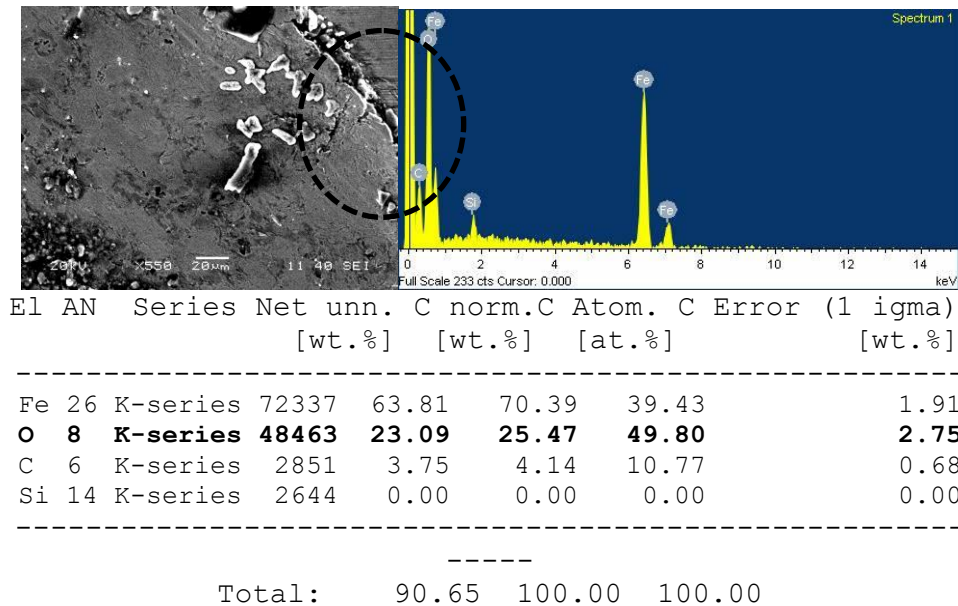 Spectrum 1
Fe
O
Fe
C
Si
Fe
20kV X550 20µm 11 40 SEI
0 2 4 6 8 10 12 14
Full Scale 233 cts Cursor: 0.000 keV
El AN Series Net unn. C norm.C Atom. C Error (1 igma)
[wt.%] [wt.%] [at.%] [wt.%]
------------------------------------------------------------
Fe 26 K-series 72337 63.81 70.39 39.43 1.91
O 8 K-series 48463 23.09 25.47 49.80 2.75
C 6 K-series 2851 3.75 4.14 10.77 0.68
Si 14 K-series 2644 0.00 0.00 0.00 0.00
------------------------------------------------------------
-----
Total: 90.65 100.00 100.00